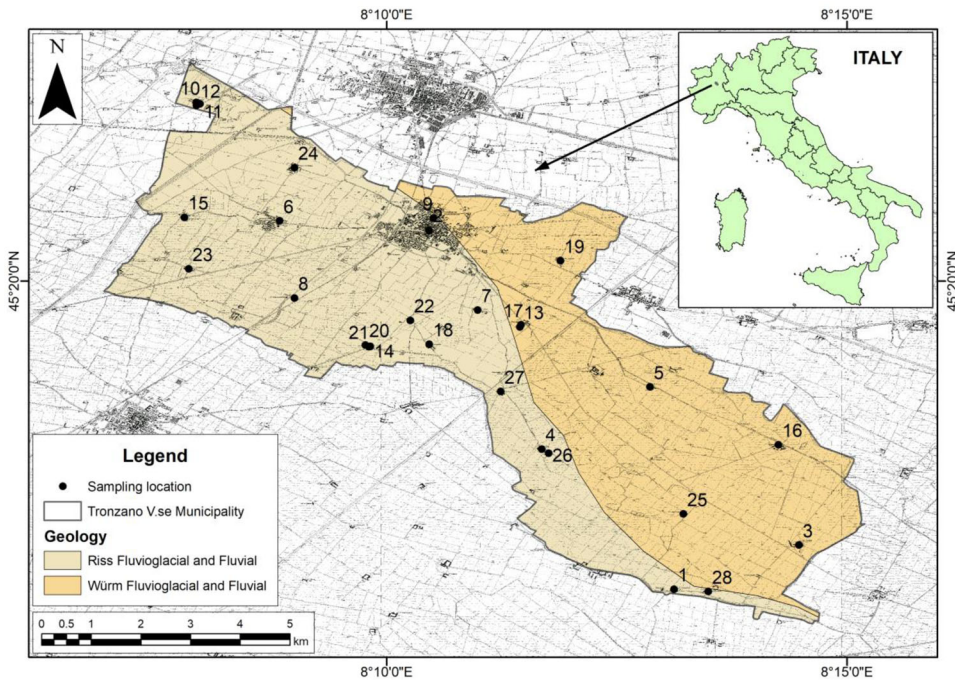 8°10'0"E
8°15'0"E
N
ITALY
10 12
11
24
15
6
9
2
19
23
45°20'0"N
45°20'0"N
8
22
7
17 13
21 20
14
18
27
5
4
26
16
25
3
1
28
Legend
Sampling location
Tronzano V.se Municipality
Geology
Riss Fluvioglacial and Fluvial
Würm Fluvioglacial and Fluvial
0 0.5 1 2 3 4 5
km
8°10'0"E
8°15'0"E